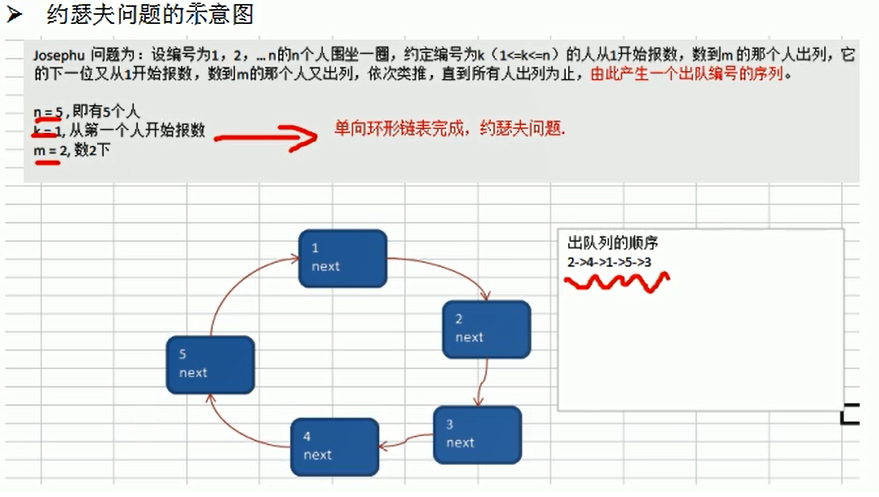 ➢ 约瑟夫问题的示意图
Josephu 问题为：设编号为1，2，… n的n个人围坐一圈，约定编号为k（1<=k<=n）的人从1开始报数，数到m 的那个人出列，它
的下一位又从1开始报数，数到m的那个人又出列，依次类推，直到所有人出列为止，由此产生一个出队编号的序列。
n = 5 , 即有5个人
k = 1, 从第一个人开始报数
m = 2, 数2下
单向环形链表完成，约瑟夫问题.
出队列的顺序
2->4->1->5->3
1
next
2
next
5
next
3
next
4
next